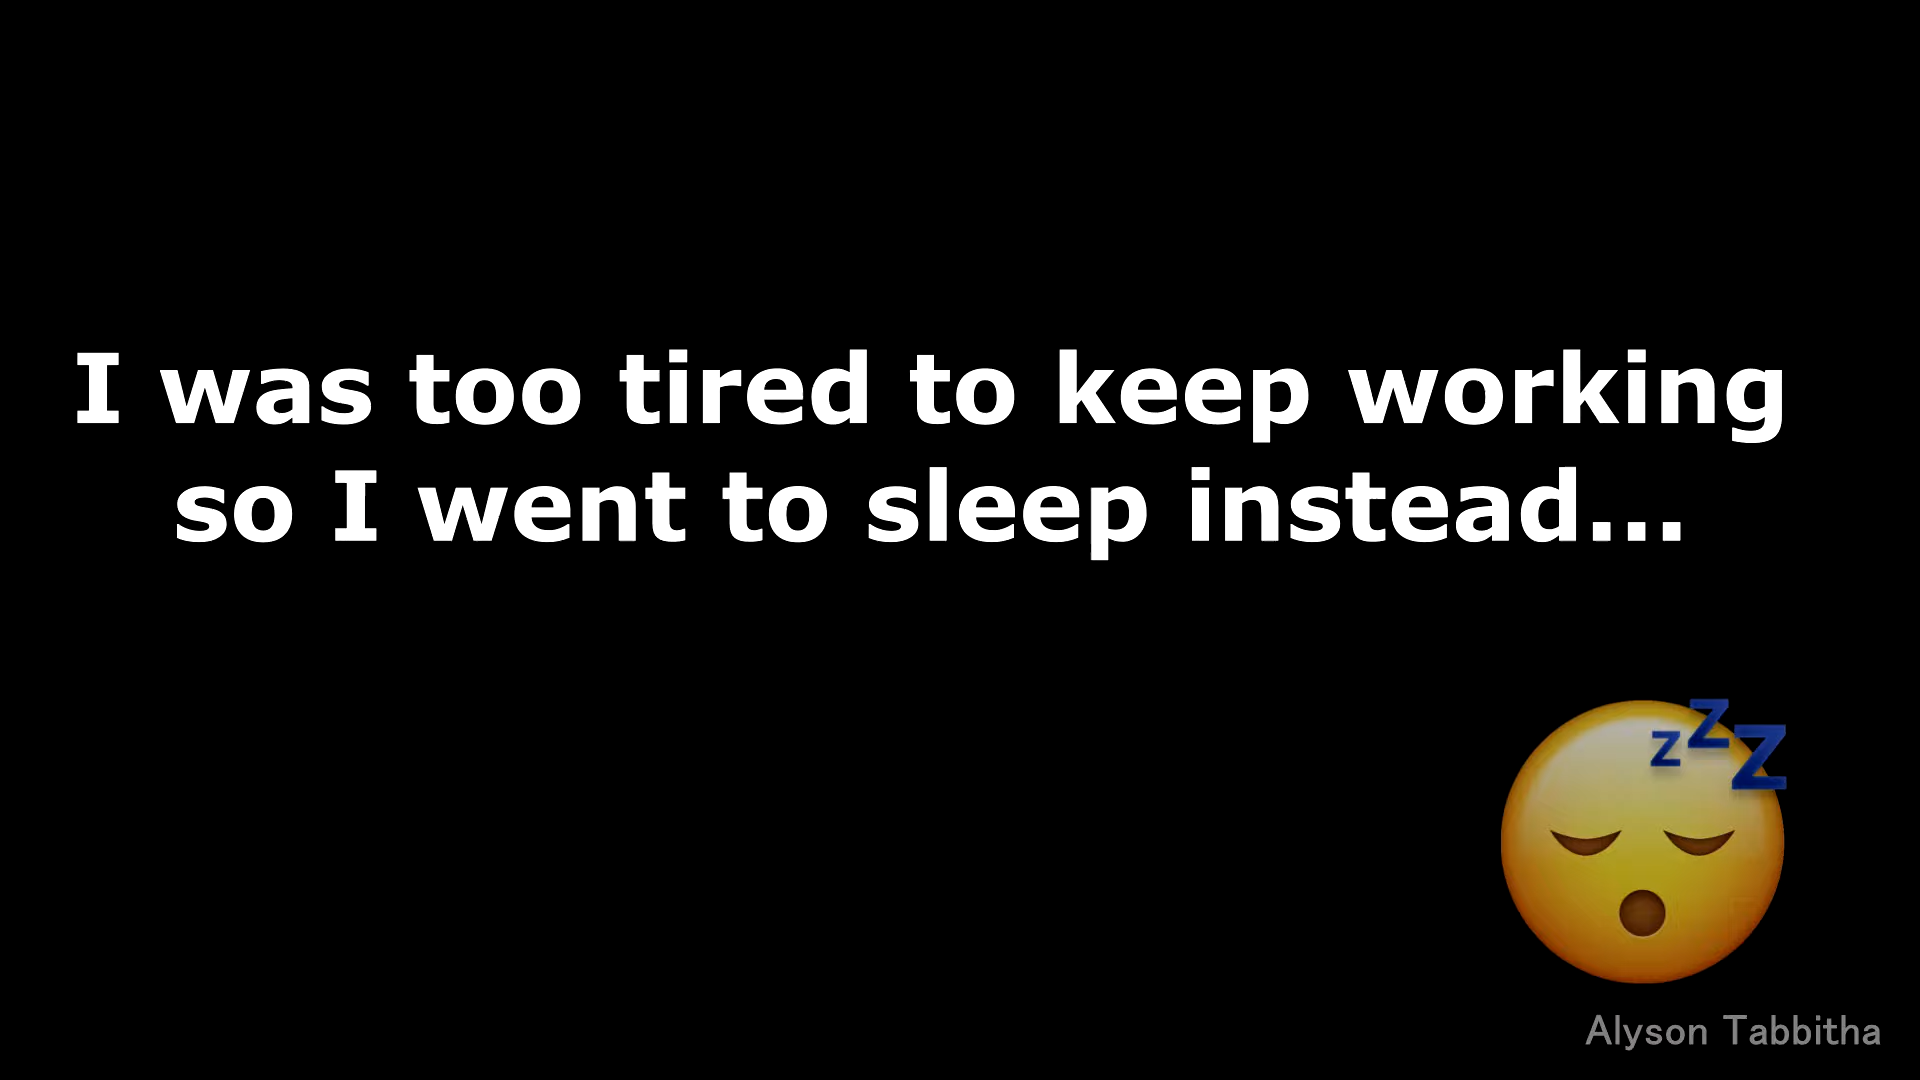 I was too tired to keep working
so I went to sleep instead...
z z z
Alyson Tabbitha